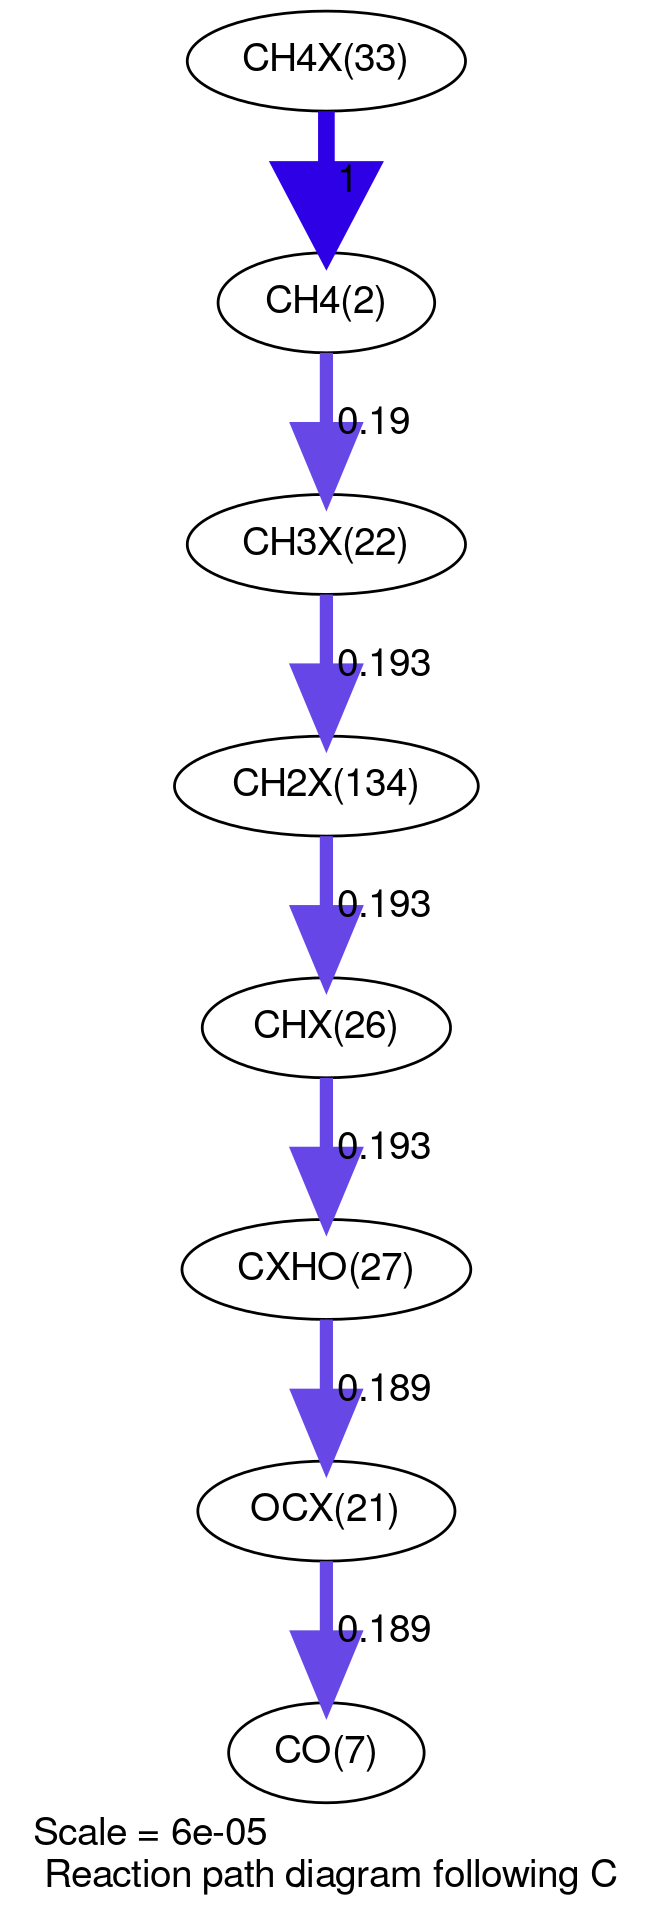 CH4X(33)
1
CH4(2)
0.19
CH3X(22)
0.193
CH2X(134)
0.193
CHX(26)
0.193
CXHO(27)
0.189
OCX(21)
0.189
CO(7)
Scale = 6e-05
Reaction path diagram following C